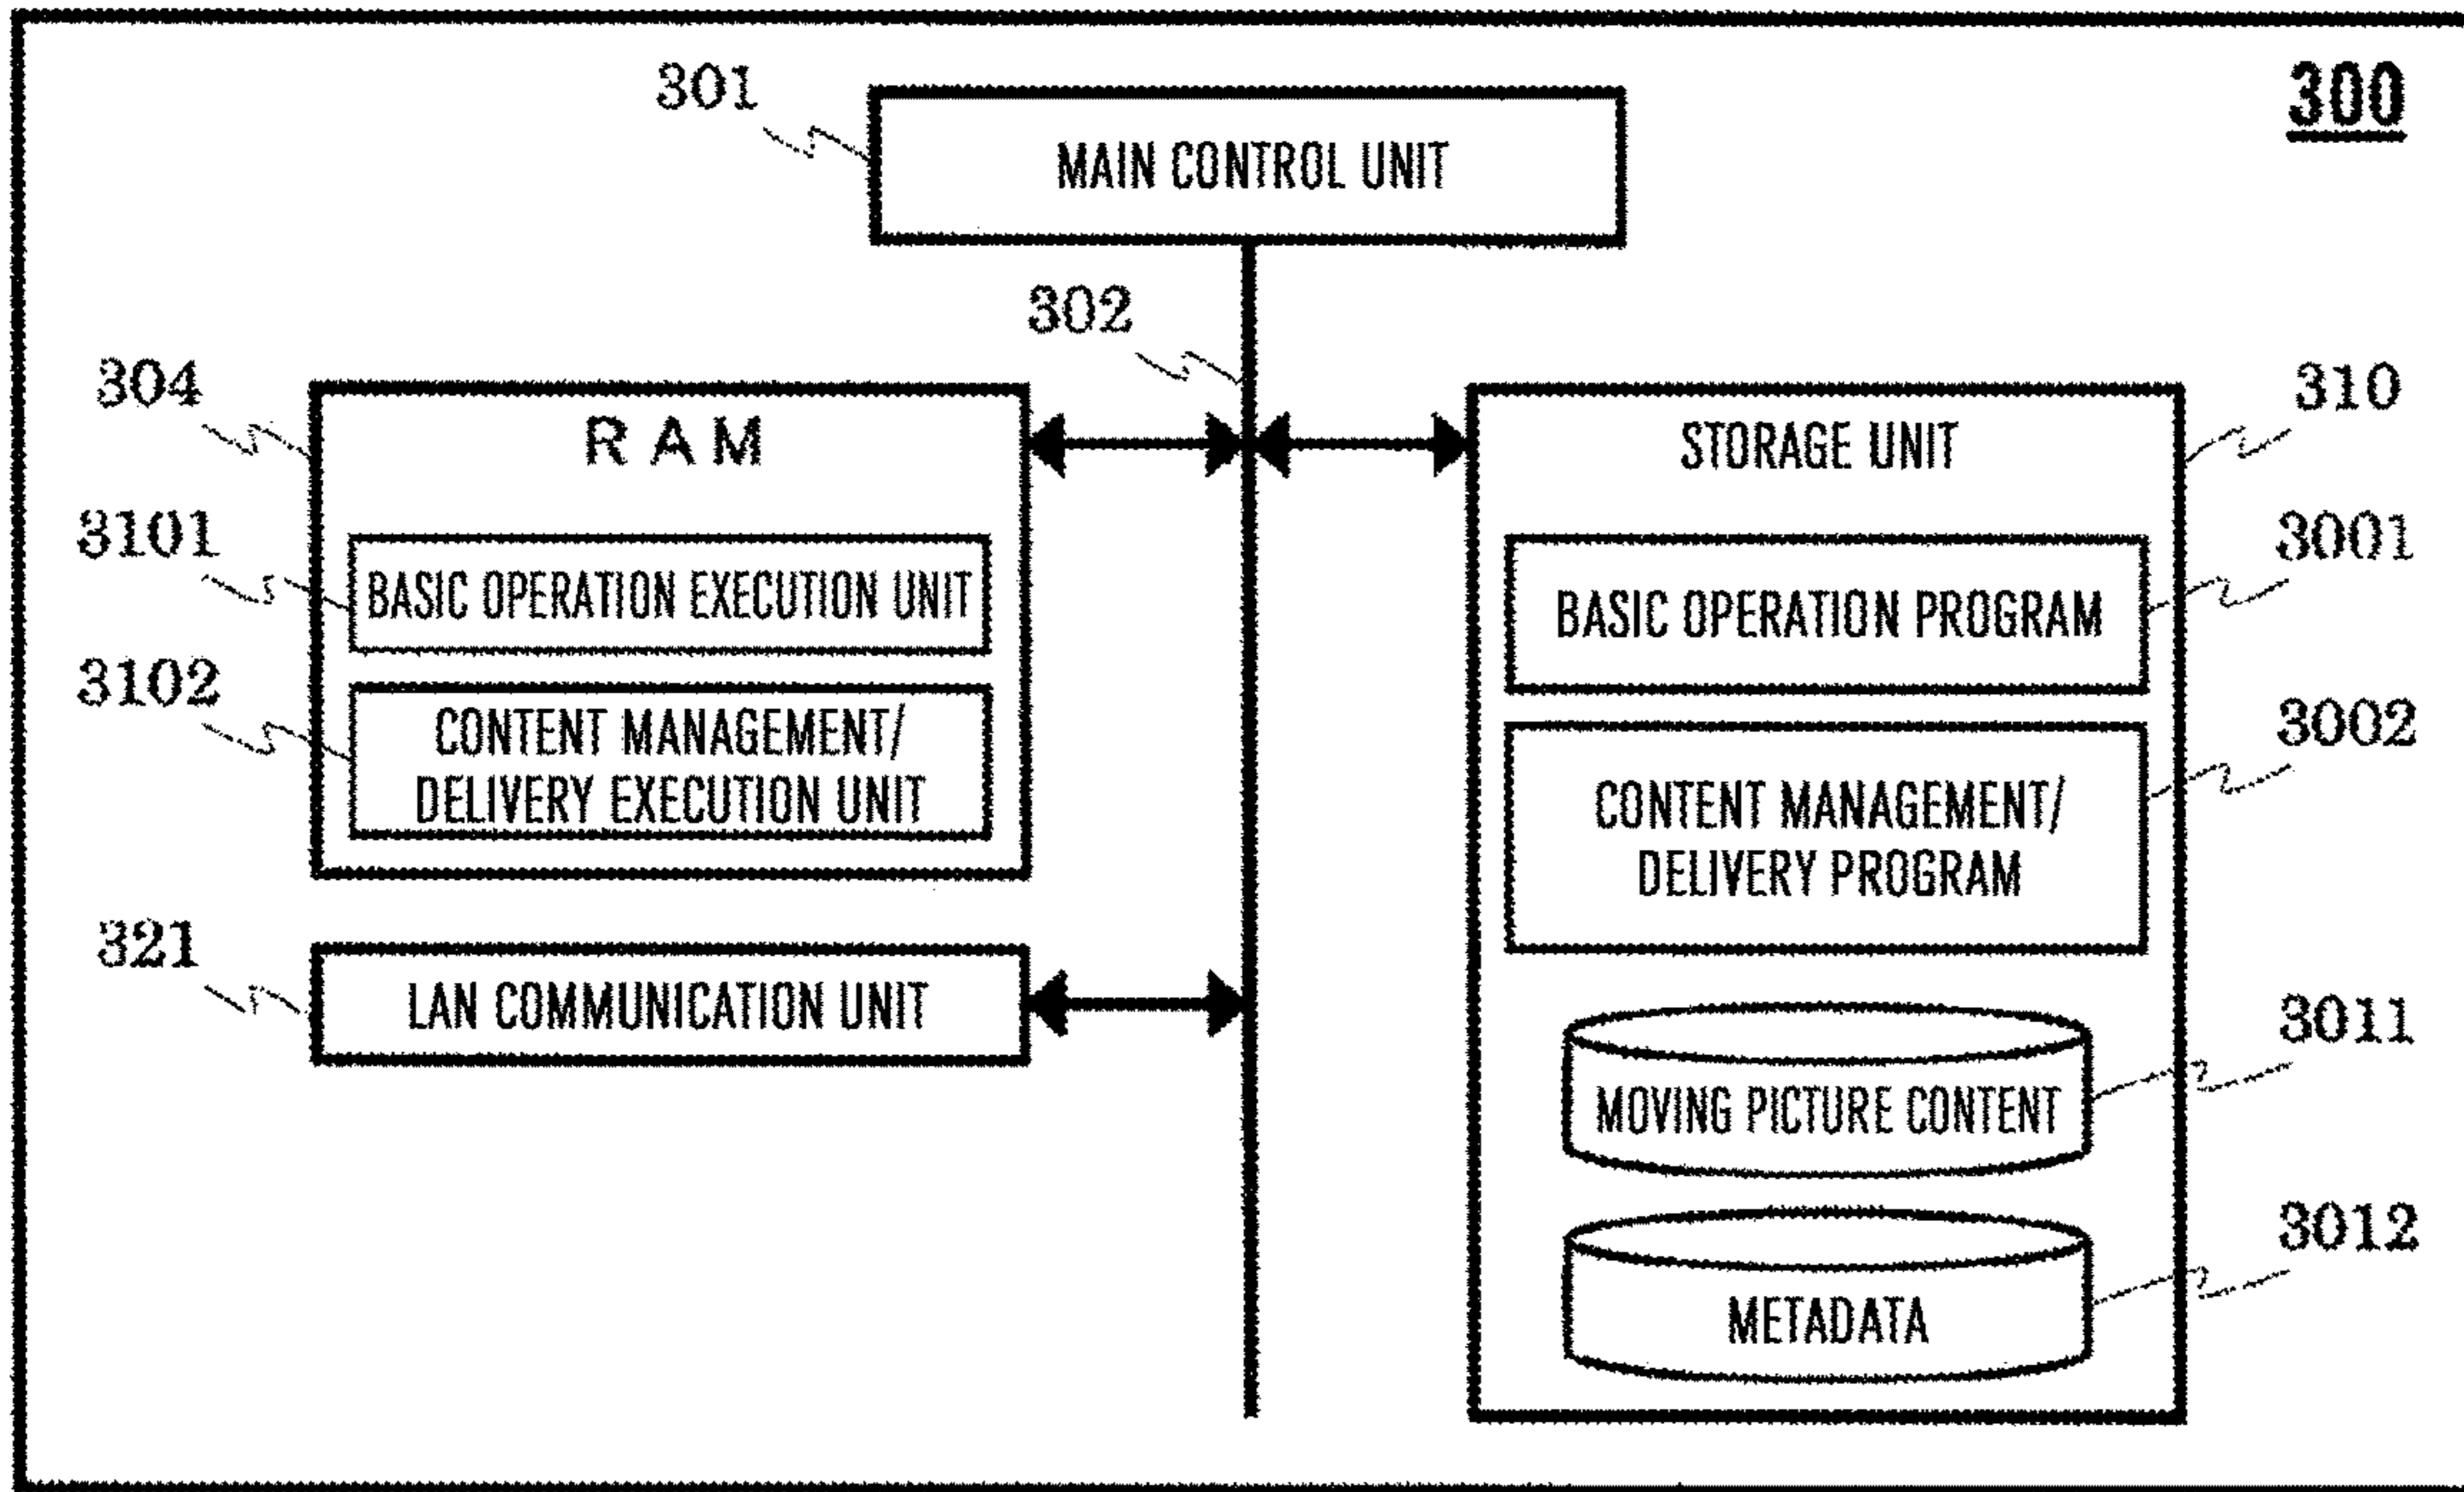 300
301
MAIN CONTROL UNIT
302
304
RAM
3101
BASIC OPERATION EXECUTION UNIT
3102
CONTENT MANAGEMENT/
DELIVERY EXECUTION UNIT
321
LAN COMMUNICATION UNIT
310
STORAGE UNIT
3001
BASIC OPERATION PROGRAM
3002
CONTENT MANAGEMENT/
DELIVERY PROGRAM
3011
MOVING PICTURE CONTENT
3012
METADATA